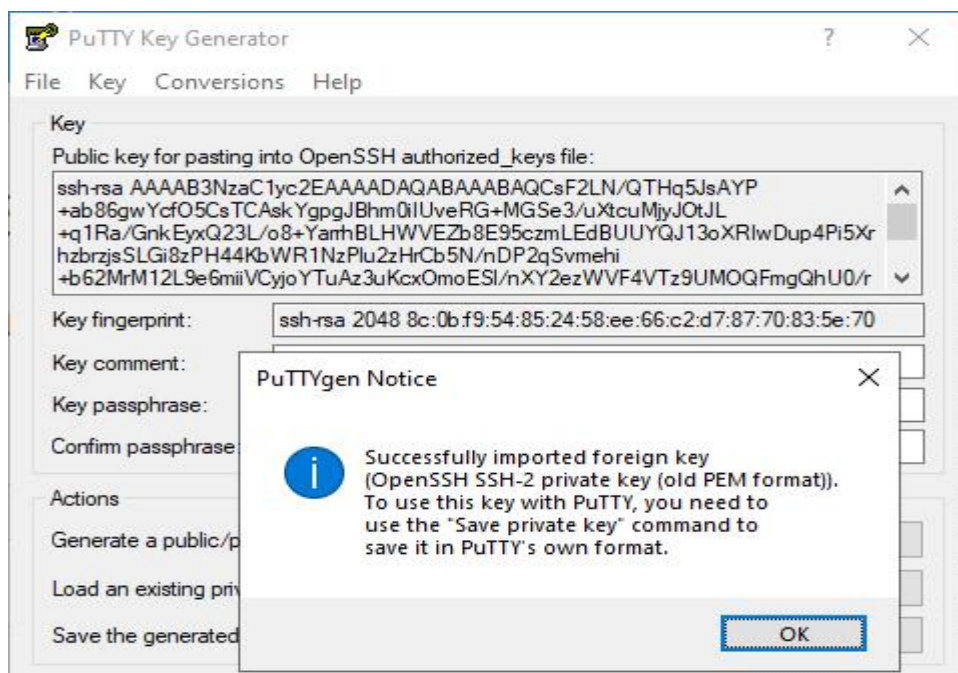 PuTTY Key Generator
File Key Conversions Help
Key
Public key for pasting into OpenSSH authorized_keys file:
ssh-rsa AAAAB3NzaC1yc2EAAAADAQABAAABAQCsF2LN/QTHq5JsAYP
+ab86gwYcfO5CsTCAskYgpgJBhm0iIUveRG+MGSe3/uXtcuMjyJOtJL
+q1Ra/GnkEyxQ23L/o8+YarrhBLHWVEZb8E95czmLEdBUUYQJ13oXRIwDup4Pi5Xr
hzbrzjsSLGi8zPH44KbWR1NzPlu2zHrCb5N/nDP2qSvmehi
+b62MrM12L9e6miiVCyjoYTuAz3uKcxOmoESl/nXY2ezWVF4VTz9UMOQFmgQhU0/r
Key fingerprint: ssh-rsa 2048 8c:0b:f9:54:85:24:58:ee:66:c2:d7:87:70:83:5e:70
Key comment:
Key passphrase:
Confirm passphrase:
PuTTYgen Notice
Successfully imported foreign key
(OpenSSH SSH-2 private key (old PEM format)).
To use this key with PuTTY, you need to
use the "Save private key" command to
save it in PuTTY's own format.
OK
Actions
Generate a public/p
Load an existing priv
Save the generated